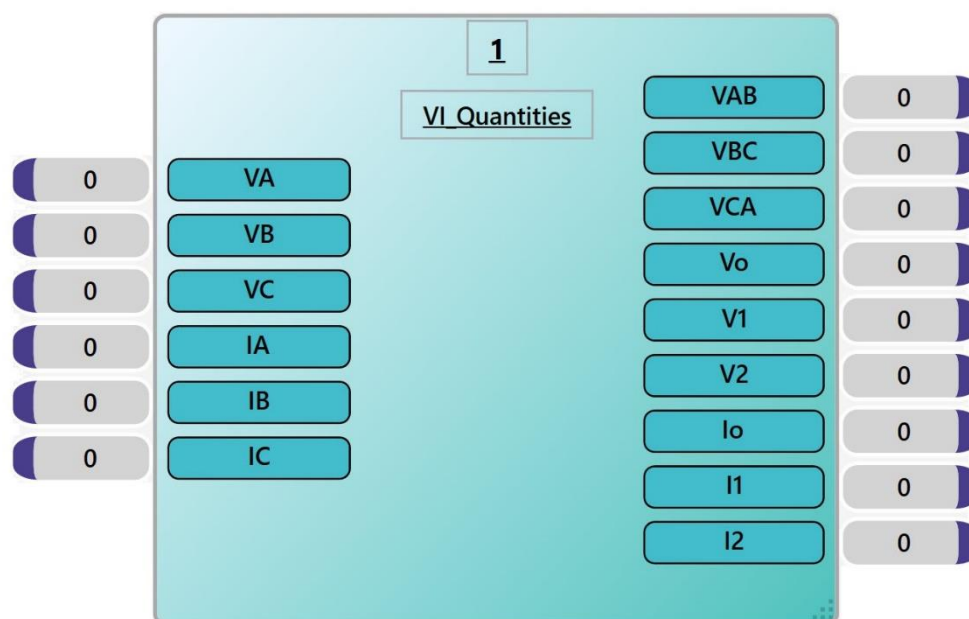 1
VI_Quantities
0 VA
0 VB
0 VC
0 IA
0 IB
0 IC
VAB 0
VBC 0
VCA 0
Vo 0
V1 0
V2 0
Io 0
I1 0
I2 0